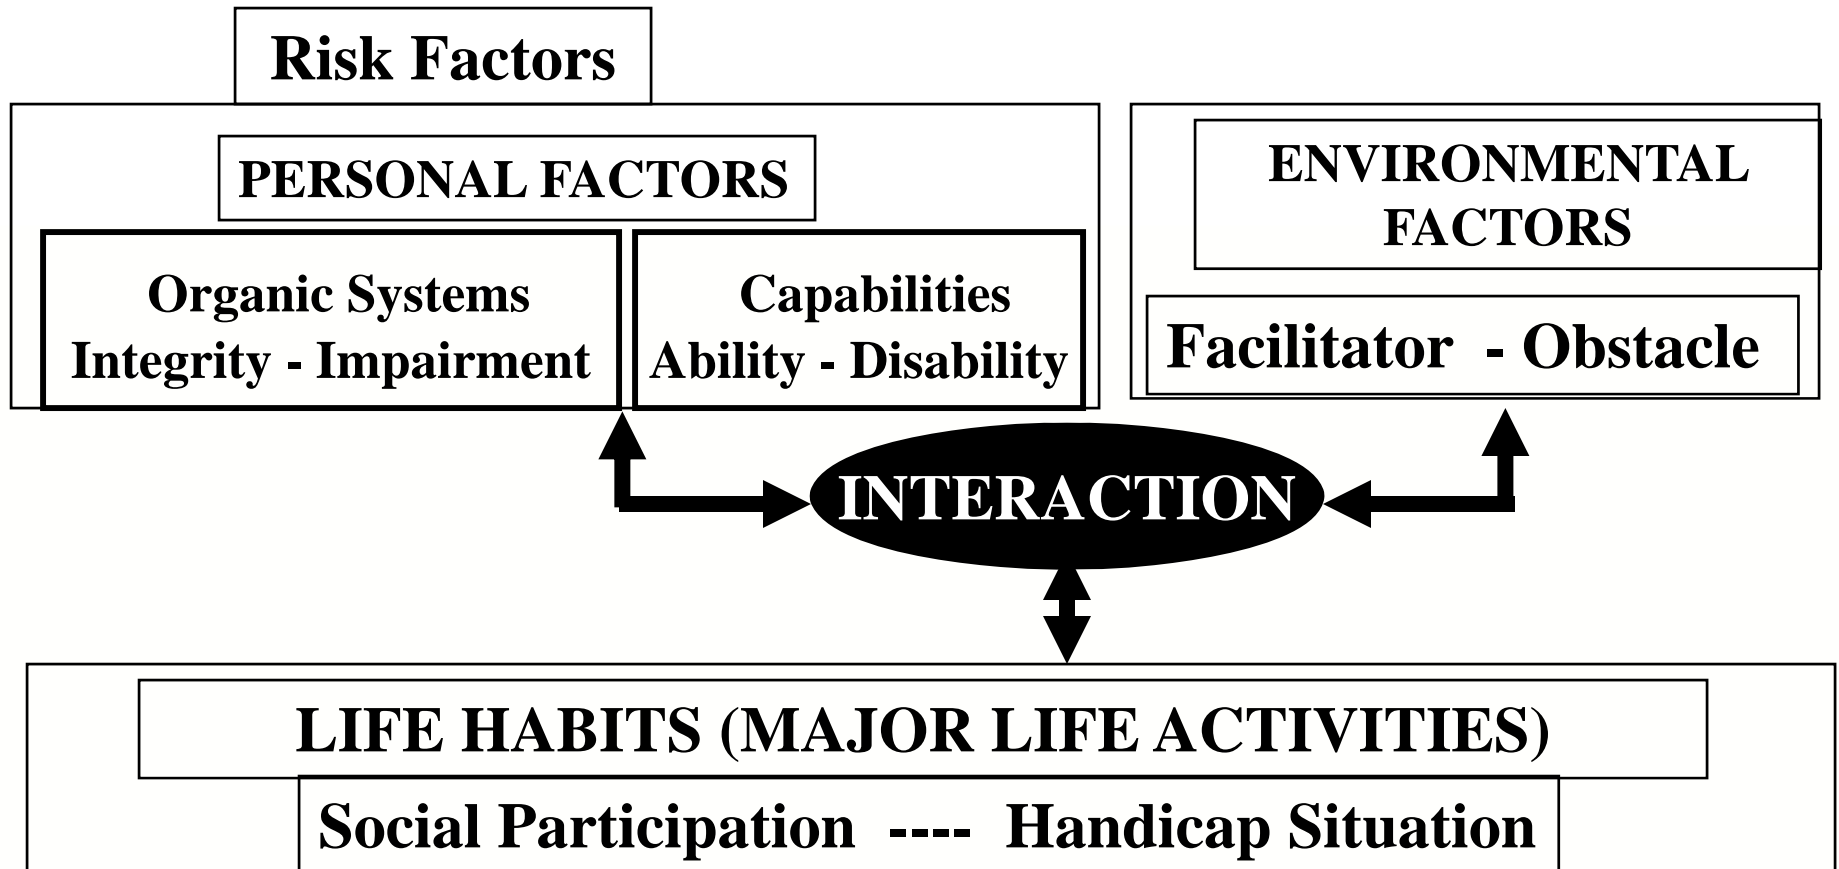 Risk Factors
PERSONAL FACTORS
Organic Systems
Integrity - Impairment
Capabilities
Ability - Disability
ENVIRONMENTAL
FACTORS
Facilitator - Obstacle
INTERACTION
LIFE HABITS (MAJOR LIFE ACTIVITIES)
Social Participation ---- Handicap Situation